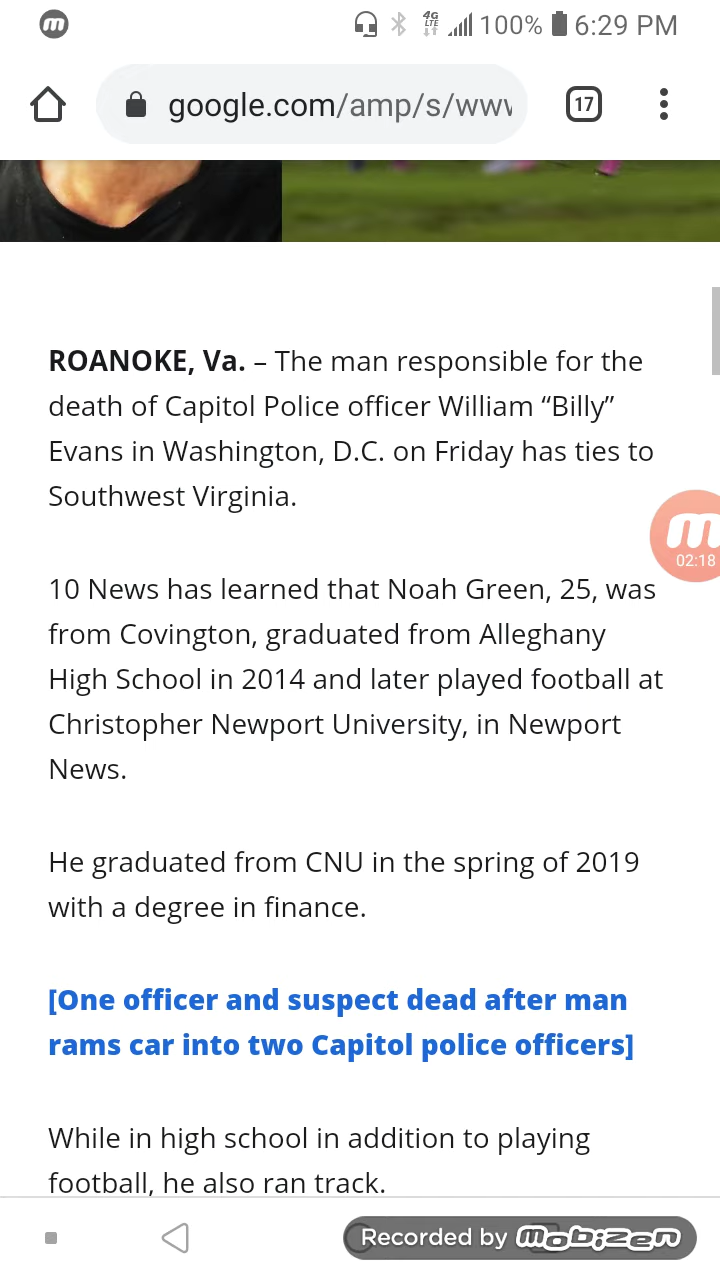 100% 6:29 PM
google.com/amp/s/www
17
ROANOKE, Va. – The man responsible for the
death of Capitol Police officer William “Billy”
Evans in Washington, D.C. on Friday has ties to
Southwest Virginia.
02:18
10 News has learned that Noah Green, 25, was
from Covington, graduated from Alleghany
High School in 2014 and later played football at
Christopher Newport University, in Newport
News.
He graduated from CNU in the spring of 2019
with a degree in finance.
[One officer and suspect dead after man
rams car into two Capitol police officers]
While in high school in addition to playing
football, he also ran track.
Recorded by mobizen